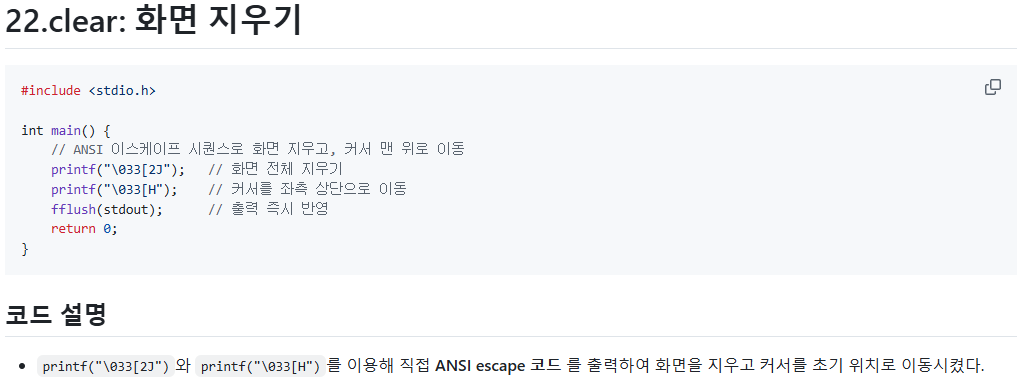 22.clear: 화면 지우기
#include <stdio.h>
int main() {
    // ANSI 이스케이프 시퀀스로 화면 지우고, 커서 맨 위로 이동
    printf("\033[2J");   // 화면 전체 지우기
    printf("\033[H");    // 커서를 좌측 상단으로 이동
    fflush(stdout);      // 출력 즉시 반영
    return 0;
}
코드 설명
• printf("\033[2J")와 printf("\033[H")를 이용해 직접 ANSI escape 코드 를 출력하여 화면을 지우고 커서를 초기 위치로 이동시켰다.